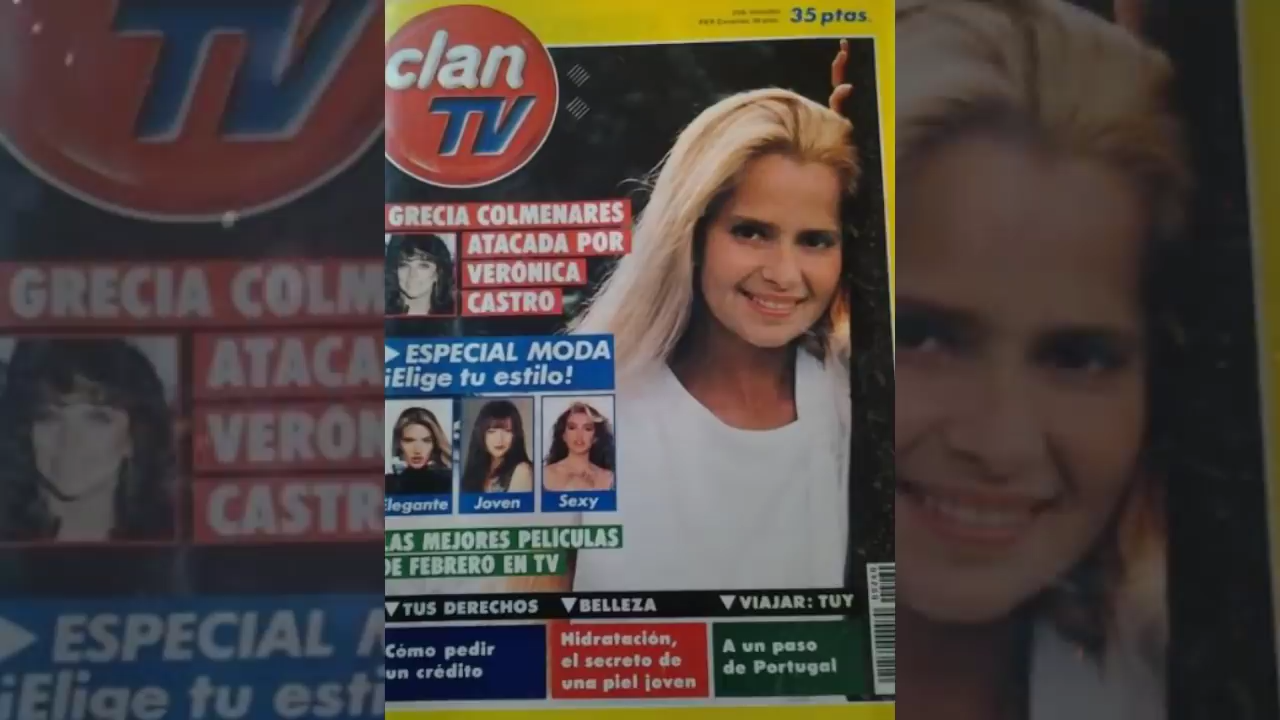 35 ptas.
clan
TV
GRECIA COLMENARES
ATACADA POR
VERÓNICA
CASTRO
ESPECIAL MODA
¡Elige tu estilo!
Elegante
Joven
Sexy
LAS MEJORES PELÍCULAS
DE FEBRERO EN TV
TUS DERECHOS
BELLEZA
VIAJAR: TUY
Cómo pedir
un crédito
Hidratación,
el secreto de
una piel joven
A un paso
de Portugal